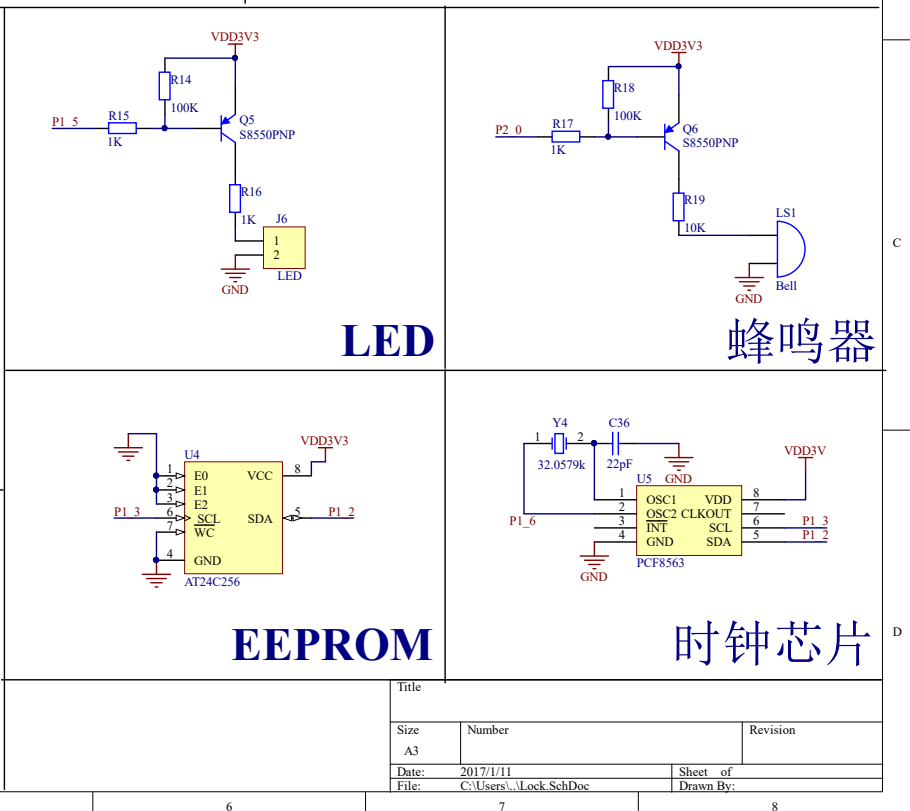 VDD3V3
R14
100K
P1_5
R15
1K
Q5
S8550PNP
R16
1K
J6
1
2
LED
GND
LED
VDD3V3
R18
100K
P2_0
R17
1K
Q6
S8550PNP
R19
10K
LS1
Bell
GND
蜂鸣器
C
U4
VDD3V3
1 E0 VCC 8
2 E1
3 E2
P1_3 6 SCL SDA 5 P1_2
7 WC
4 GND
AT24C256
EEPROM
Y4
1 2
32.0579k
C36
22pF
GND
VDD3V
U5
1 OSC1 VDD 8
2 OSC2 CLKOUT 7
P1_6
3 INT SCL 6 P1_3
4 GND SDA 5 P1_2
GND
PCF8563
时钟芯片
D
Title
Size Number Revision
A3
Date: 2017/1/11 Sheet of
File: C:\Users\..\Lock.SchDoc Drawn By:
6 7 8